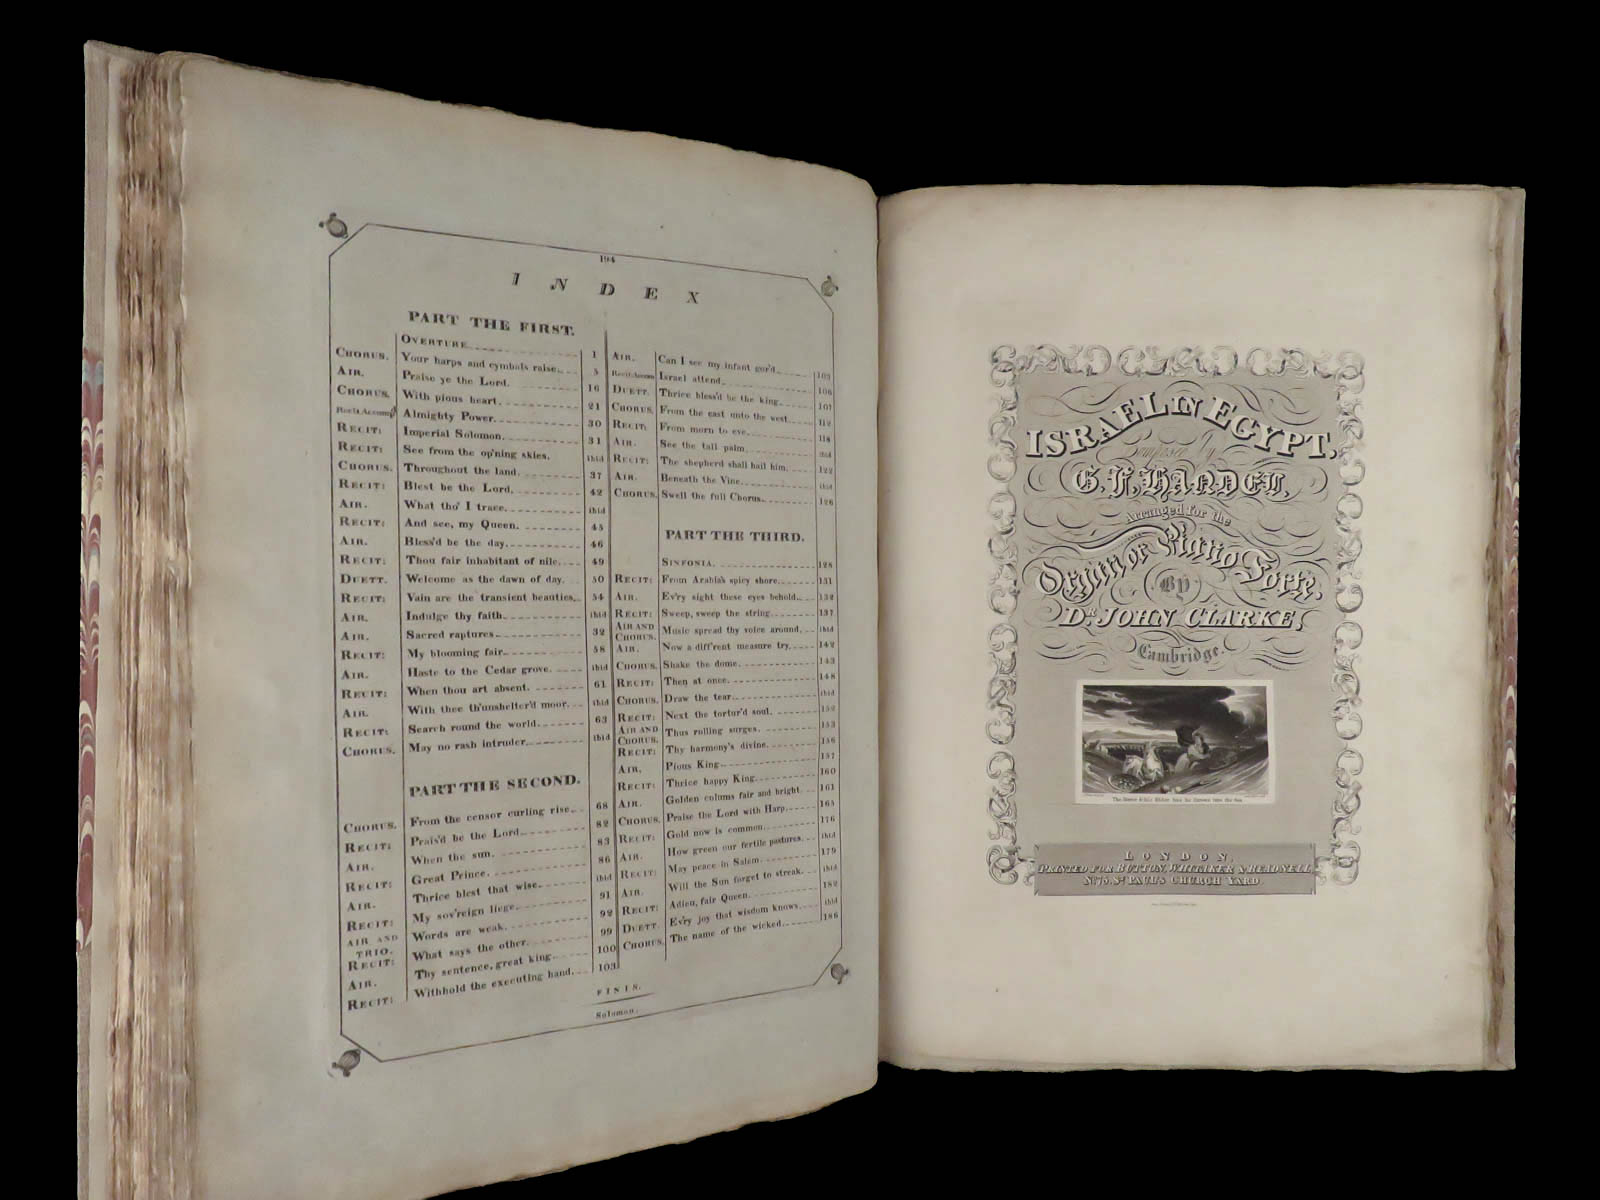 194
INDEX
PART THE FIRST.
OVERTURE 1
CHORUS. Your harps and cymbals raise. 5
AIR. Praise ye the Lord. 16
CHORUS. With pious heart. 21
Recit. Accomp Almighty Power. 30
RECIT: Imperial Solomon. 31
RECIT: See from the op'ning skies. ibid
CHORUS. Throughout the land. 37
RECIT: Blest be the Lord. 42
AIR. What tho' I trace. ibid
RECIT: And see, my Queen. 45
AIR. Bless'd be the day. 46
RECIT: Thou fair inhabitant of nile. 49
DUETT. Welcome as the dawn of day. 50
RECIT: Vain are the transient beauties. 54
AIR. Indulge thy faith. ibid
AIR. Sacred raptures. 32
RECIT: My blooming fair. 58
AIR. Haste to the Cedar grove. ibid
RECIT: When thou art absent. 61
AIR. With thee th'unshelter'd moor. ibid
RECIT: Search round the world. 63
CHORUS. May no rash intruder. ibid
PART THE SECOND.
CHORUS. From the censor curling rise. 68
RECIT: Prais'd be the Lord. 82
AIR. When the sun. 83
RECIT: Great Prince. 86
AIR. Thrice blest that wise. ibid
RECIT: My sov'reign liege. 91
AIR AND TRIO. Words are weak. 92
RECIT: What says the other. 99
AIR. Thy sentence, great king. 100
RECIT: Withhold the executing hand. 103
AIR. Can I see my infant gor'd. 103
Recit. Accomp Israel attend. 106
DUETT. Thrice bless'd be the king. 107
CHORUS. From the east unto the west. 112
RECIT: From morn to eve. 118
AIR. See the tall palm. ibid
RECIT: The shepherd shall hail him. 122
AIR. Beneath the Vine. ibid
CHORUS. Swell the full Chorus. 126
PART THE THIRD.
SINFONIA. 128
RECIT: From Arabia's spicy shore. 131
AIR. Ev'ry sight these eyes behold. 132
RECIT: Sweep, sweep the string. 137
AIR AND CHORUS. Music spread thy voice around. ibid
AIR. Now a diff'rent measure try. 142
CHORUS. Shake the dome. 143
RECIT: Then at once. 148
CHORUS. Draw the tear. ibid
RECIT: Next the tortur'd soul. 152
AIR AND CHORUS. Thus rolling surges. 153
RECIT: Thy harmony's divine. 156
AIR. Pious King. 157
RECIT: Thrice happy King. 160
AIR. Golden colums fair and bright. 161
CHORUS. Praise the Lord with Harp. 165
RECIT: Gold now is common. 176
AIR. How green our fertile pastures. ibid
RECIT: May peace in Salem. 179
AIR. Will the Sun forget to streak. ibid
RECIT: Adieu, fair Queen. 182
DUETT. Ev'ry joy that wisdom knows. ibid
CHORUS. The name of the wicked. 186
FINIS.
Solomon.
ISRAEL IN EGYPT,
Composed by
G. F. HANDEL,
Arranged for the
Organ or Piano Forte,
By
Dr. JOHN CLARKE,
Cambridge.
The Horse & his Rider has he thrown into the Sea
LONDON,
PRINTED FOR BUTTON, WHITAKER & BEADNELL,
No. 75, St. PAUL'S CHURCH YARD.